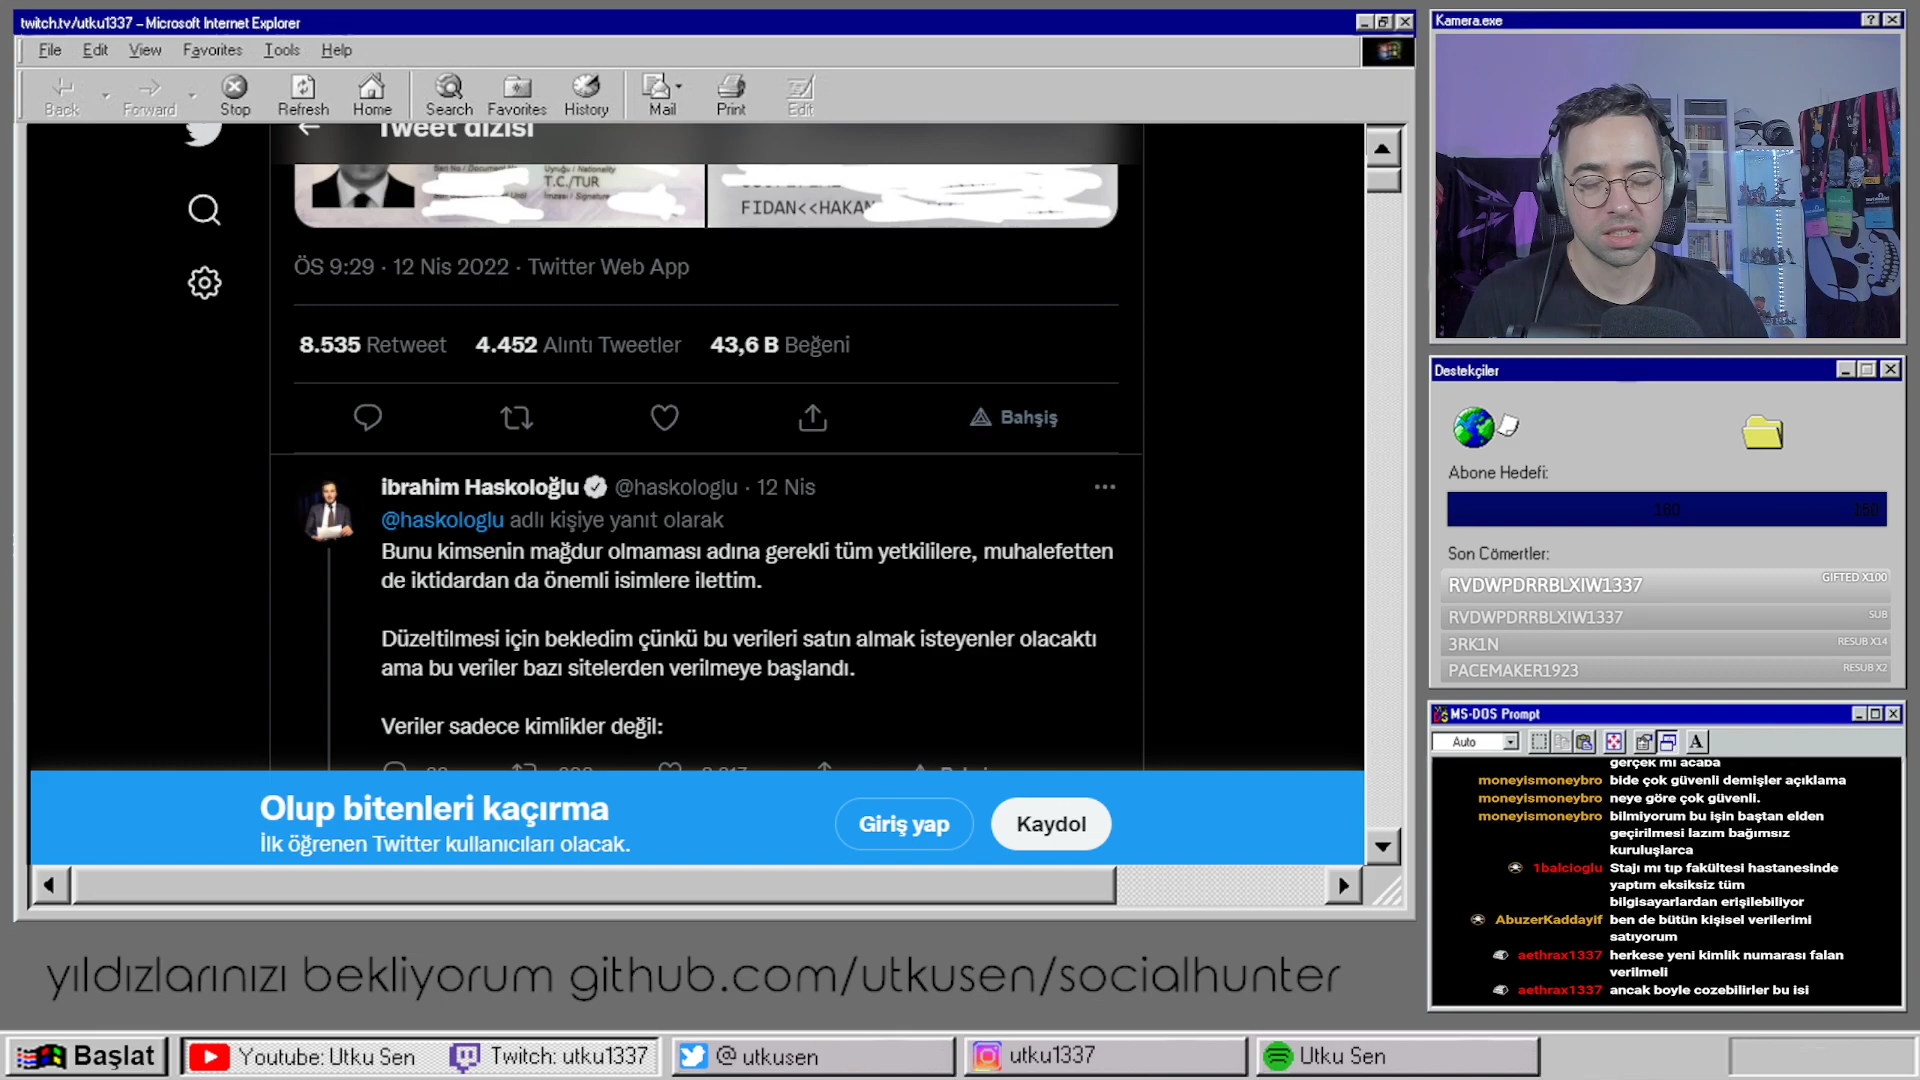 twitch.tv/utku1337 – Microsoft Internet Explorer
File Edit View Favorites Tools Help
Back Forward Stop Refresh Home Search Favorites History Mail Print Edit
Tweet dizisi
Uyruğu / Nationality
T.C./TUR
FIDAN<<HAKAN
ÖS 9:29 · 12 Nis 2022 · Twitter Web App
8.535 Retweet 4.452 Alıntı Tweetler 43,6 B Beğeni
Bahşiş
ibrahim Haskoloğlu @haskologlu · 12 Nis
@haskologlu adlı kişiye yanıt olarak
Bunu kimsenin mağdur olmaması adına gerekli tüm yetkililere, muhalefetten
de iktidardan da önemli isimlere ilettim.
Düzeltilmesi için bekledim çünkü bu verileri satın almak isteyenler olacaktı
ama bu veriler bazı sitelerden verilmeye başlandı.
Veriler sadece kimlikler değil:
Olup bitenleri kaçırma
İlk öğrenen Twitter kullanıcıları olacak.
Giriş yap
Kaydol
yıldızlarınızı bekliyorum github.com/utkusen/socialhunter
Kamera.exe
Destekçiler
Abone Hedefi:
160 150
Son Cömertler:
RVDWPDRRBLXIW1337 GIFTED X100
RVDWPDRRBLXIW1337 SUB
3RK1N RESUB X14
PACEMAKER1923 RESUB X2
MS-DOS Prompt
Auto
gerçek mi acaba
moneyismoneybro bide çok güvenli demişler açıklama
moneyismoneybro neye göre çok güvenli.
moneyismoneybro bilmiyorum bu işin baştan elden
geçirilmesi lazım bağımsız
kuruluşlarca
1balcioglu Stajı mı tıp fakültesi hastanesinde
yaptım eksiksiz tüm
bilgisayarlardan erişilebiliyor
AbuzerKaddayIf ben de bütün kişisel verilerimi
satıyorum
aethrax1337 herkese yeni kimlik numarası falan
verilmeli
aethrax1337 ancak boyle cozebilirler bu isi
Başlat
Youtube: Utku Sen
Twitch: utku1337
@ utkusen
utku1337
Utku Sen